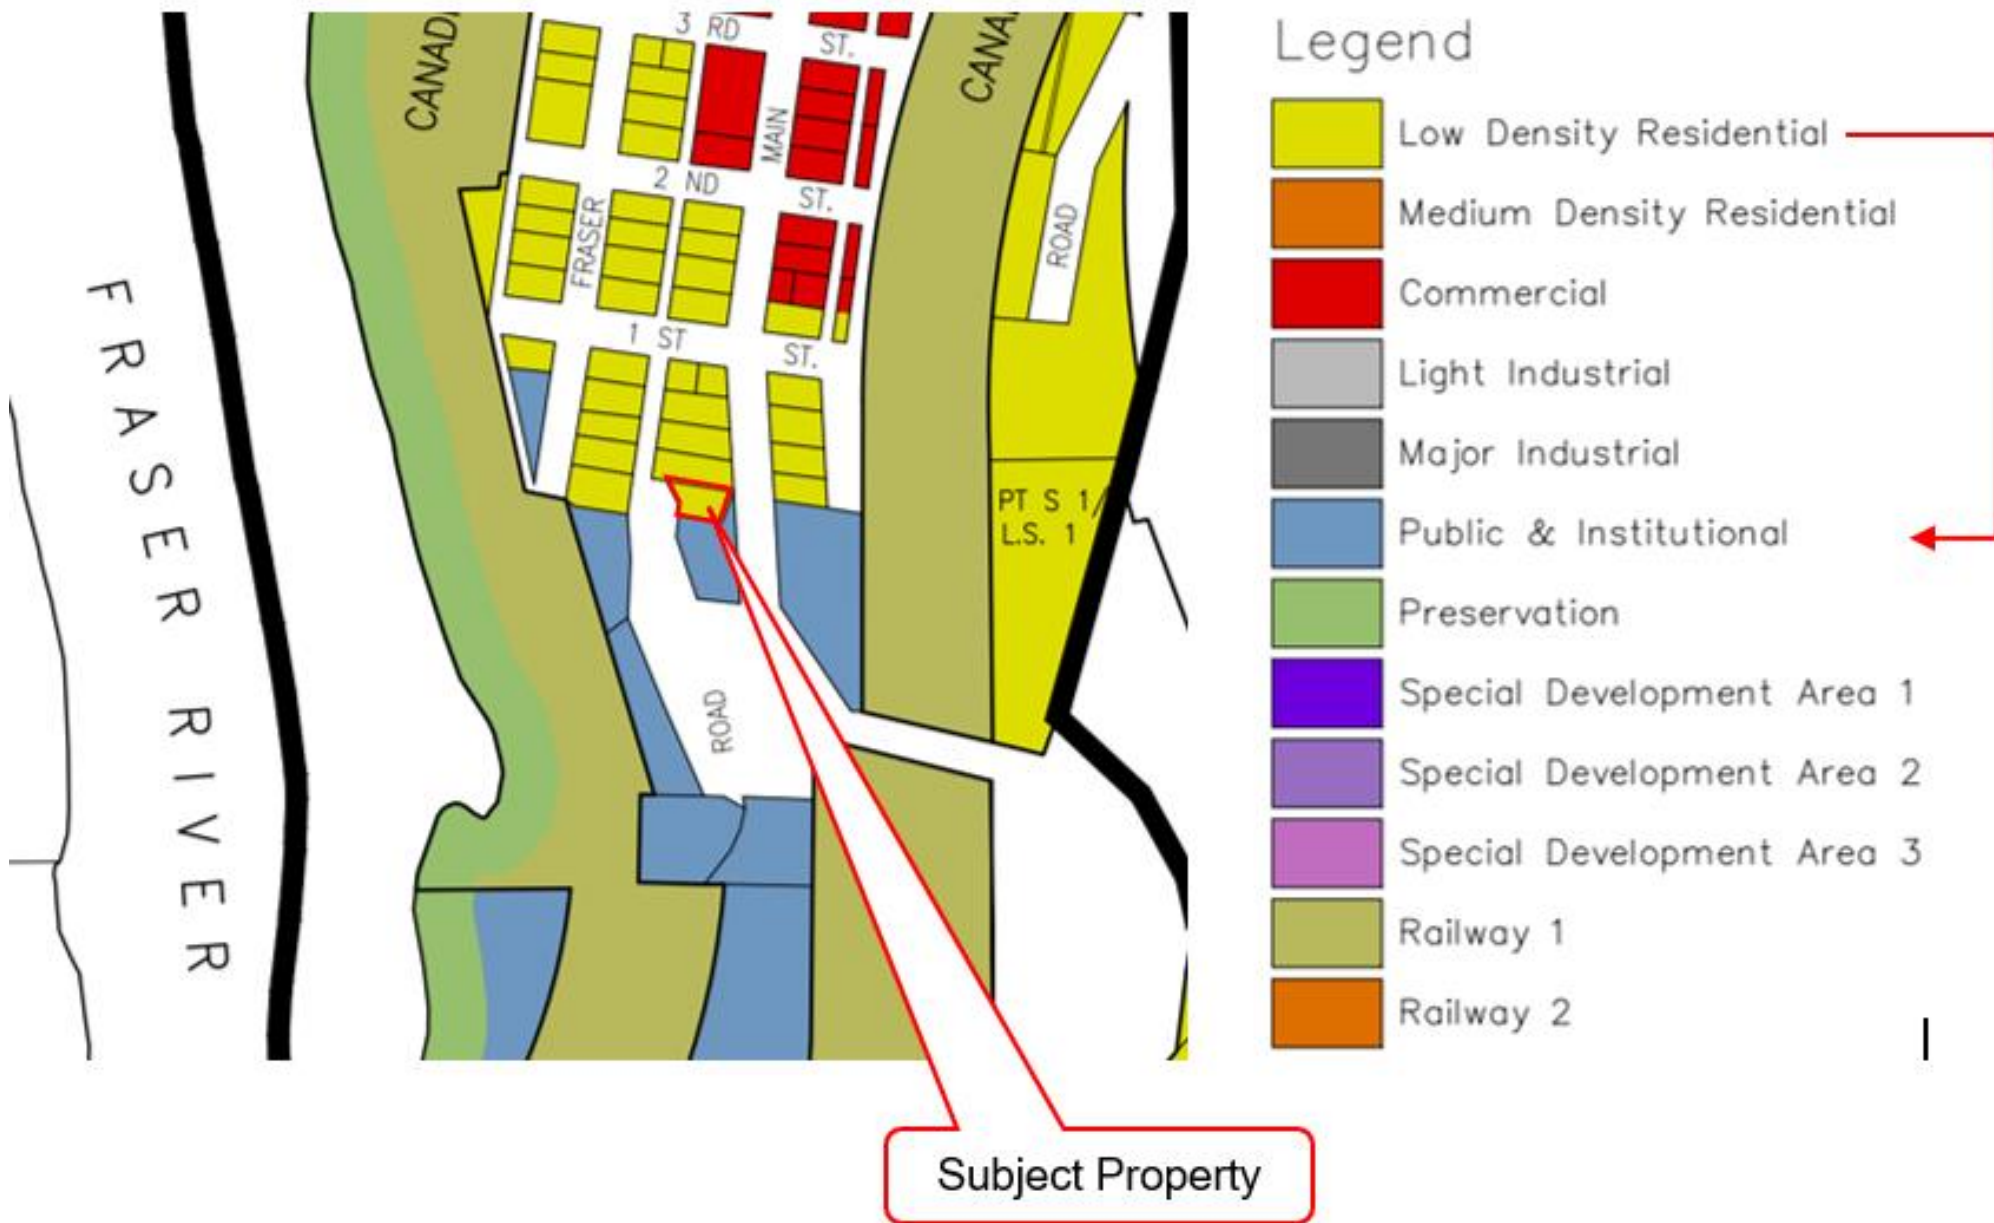 CANADI
3 RD
ST.
CANA
MAIN
2 ND
ST.
FRASER
ROAD
1 ST
ST.
PT S 1/
L.S. 1
ROAD
FRASER RIVER
Legend
Low Density Residential
Medium Density Residential
Commercial
Light Industrial
Major Industrial
Public & Institutional
Preservation
Special Development Area 1
Special Development Area 2
Special Development Area 3
Railway 1
Railway 2
Subject Property